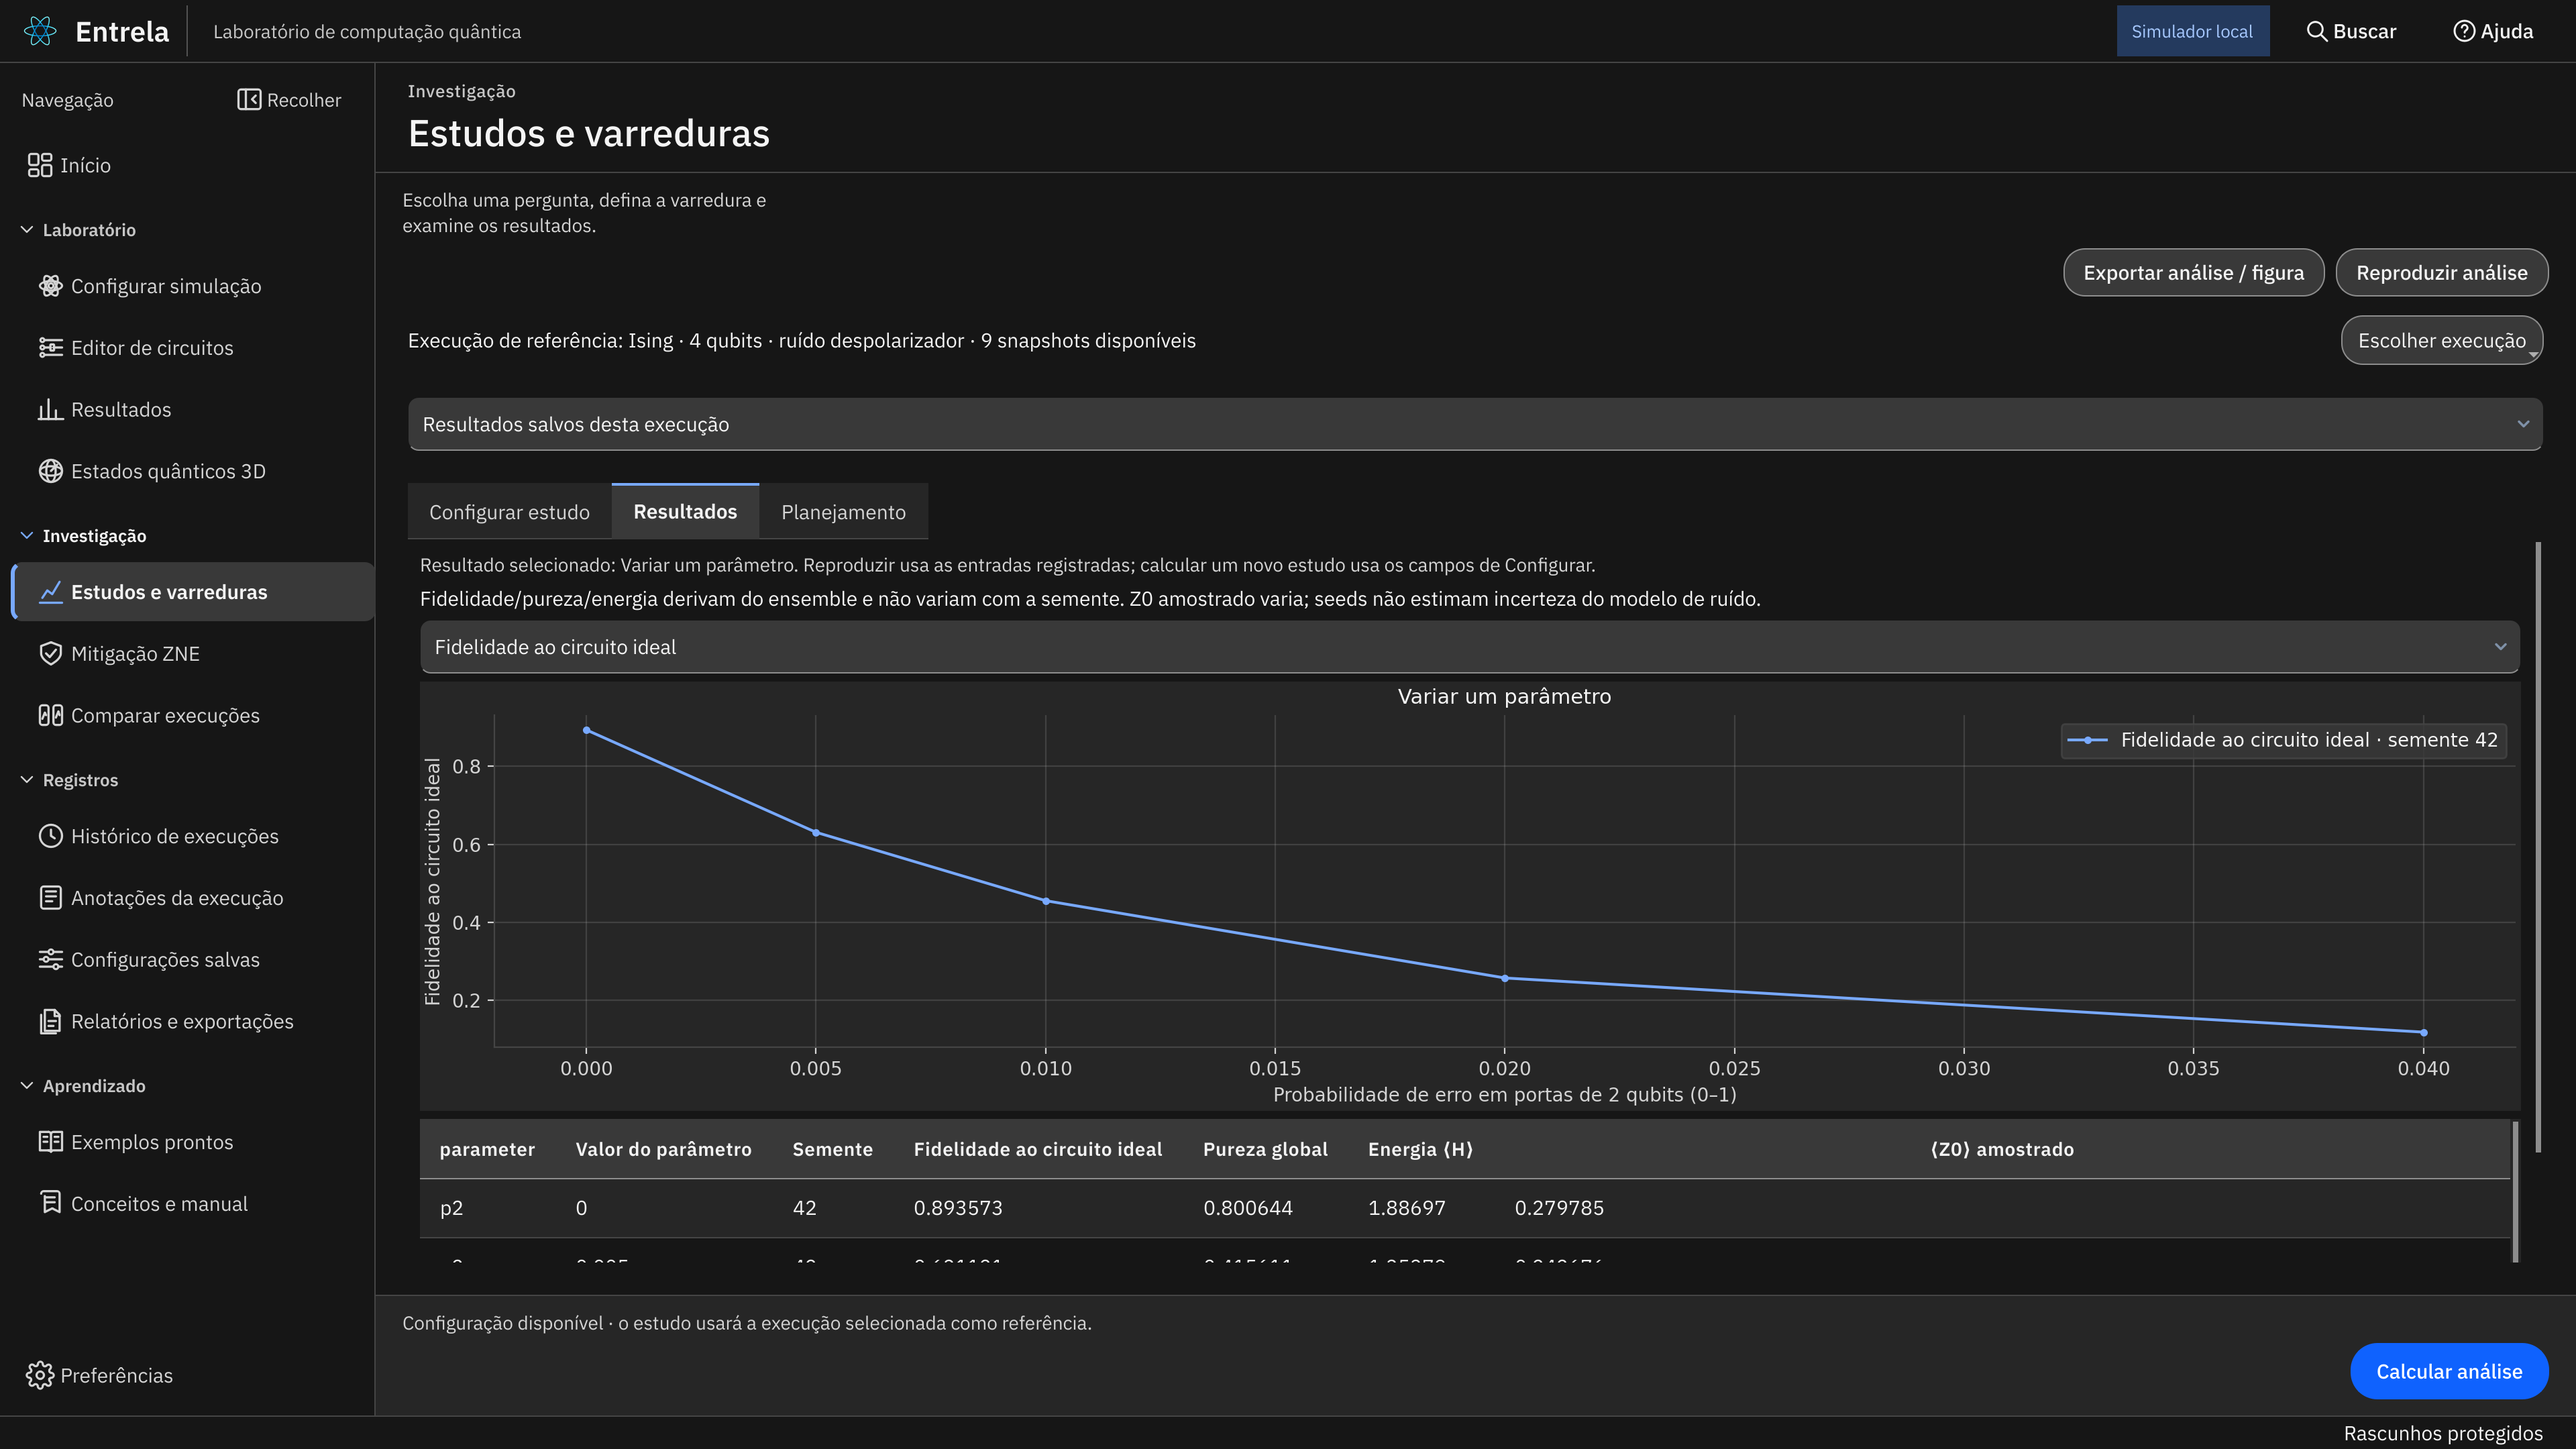 Entrela
Laboratório de computação quântica
Simulador local
Buscar
Ajuda
Navegação
Recolher
Início
Laboratório
Configurar simulação
Editor de circuitos
Resultados
Estados quânticos 3D
Investigação
Estudos e varreduras
Mitigação ZNE
Comparar execuções
Registros
Histórico de execuções
Anotações da execução
Configurações salvas
Relatórios e exportações
Aprendizado
Exemplos prontos
Conceitos e manual
Preferências
Investigação
Estudos e varreduras
Escolha uma pergunta, defina a varredura e
examine os resultados.
Exportar análise / figura
Reproduzir análise
Execução de referência: Ising · 4 qubits · ruído despolarizador · 9 snapshots disponíveis
Escolher execução
Resultados salvos desta execução
Configurar estudo
Resultados
Planejamento
Resultado selecionado: Variar um parâmetro. Reproduzir usa as entradas registradas; calcular um novo estudo usa os campos de Configurar.
Fidelidade/pureza/energia derivam do ensemble e não variam com a semente. Z0 amostrado varia; seeds não estimam incerteza do modelo de ruído.
Fidelidade ao circuito ideal
Variar um parâmetro
Fidelidade ao circuito ideal · semente 42
Fidelidade ao circuito ideal
0.8
0.6
0.4
0.2
0.000 0.005 0.010 0.015 0.020 0.025 0.030 0.035 0.040
Probabilidade de erro em portas de 2 qubits (0–1)
parameter Valor do parâmetro Semente Fidelidade ao circuito ideal Pureza global Energia ⟨H⟩ ⟨Z0⟩ amostrado
p2 0 42 0.893573 0.800644 1.88697 0.279785
Configuração disponível · o estudo usará a execução selecionada como referência.
Calcular análise
Rascunhos protegidos